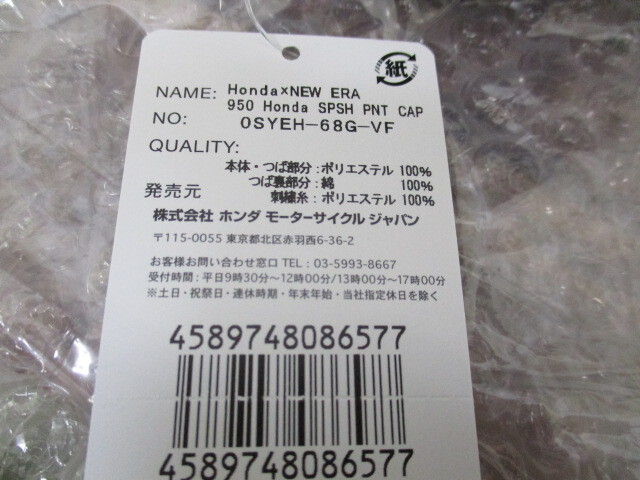 紙
NAME: Honda×NEW ERA
950 Honda SPSH PNT CAP
NO: 0SYEH-68G-VF
QUALITY:
本体・つば部分:ポリエステル 100%
つば裏部分:綿 100%
刺繍糸:ポリエステル 100%
発売元
株式会社 ホンダ モーターサイクル ジャパン
〒115-0055 東京都北区赤羽西6-36-2
お客様お問い合わせ窓口 TEL : 03-5993-8667
受付時間:平日9時30分〜12時00分/13時00分〜17時00分
※土日・祝祭日・連休時期・年末年始・当社指定休日を除く
4589748086577
4589748086577